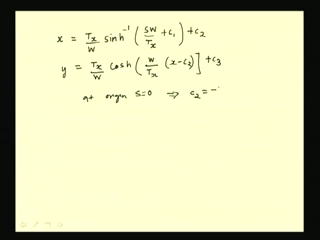 x = Tx/W sinh⁻¹ ( SW/Tx + c₁ ) + c₂
y = Tx/W cosh [ W/Tx (x-c₂) ] + c₃
at origin s=0 ⇒ c₂ = -